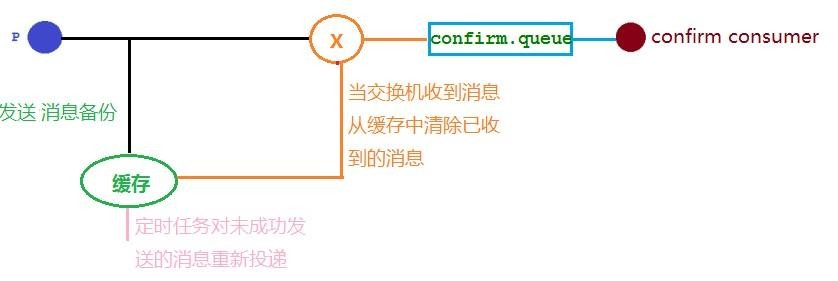 P
X
confirm.queue
confirm consumer
发送 消息备份
当交换机收到消息
从缓存中清除已收
到的消息
缓存
定时任务对未成功发
送的消息重新投递